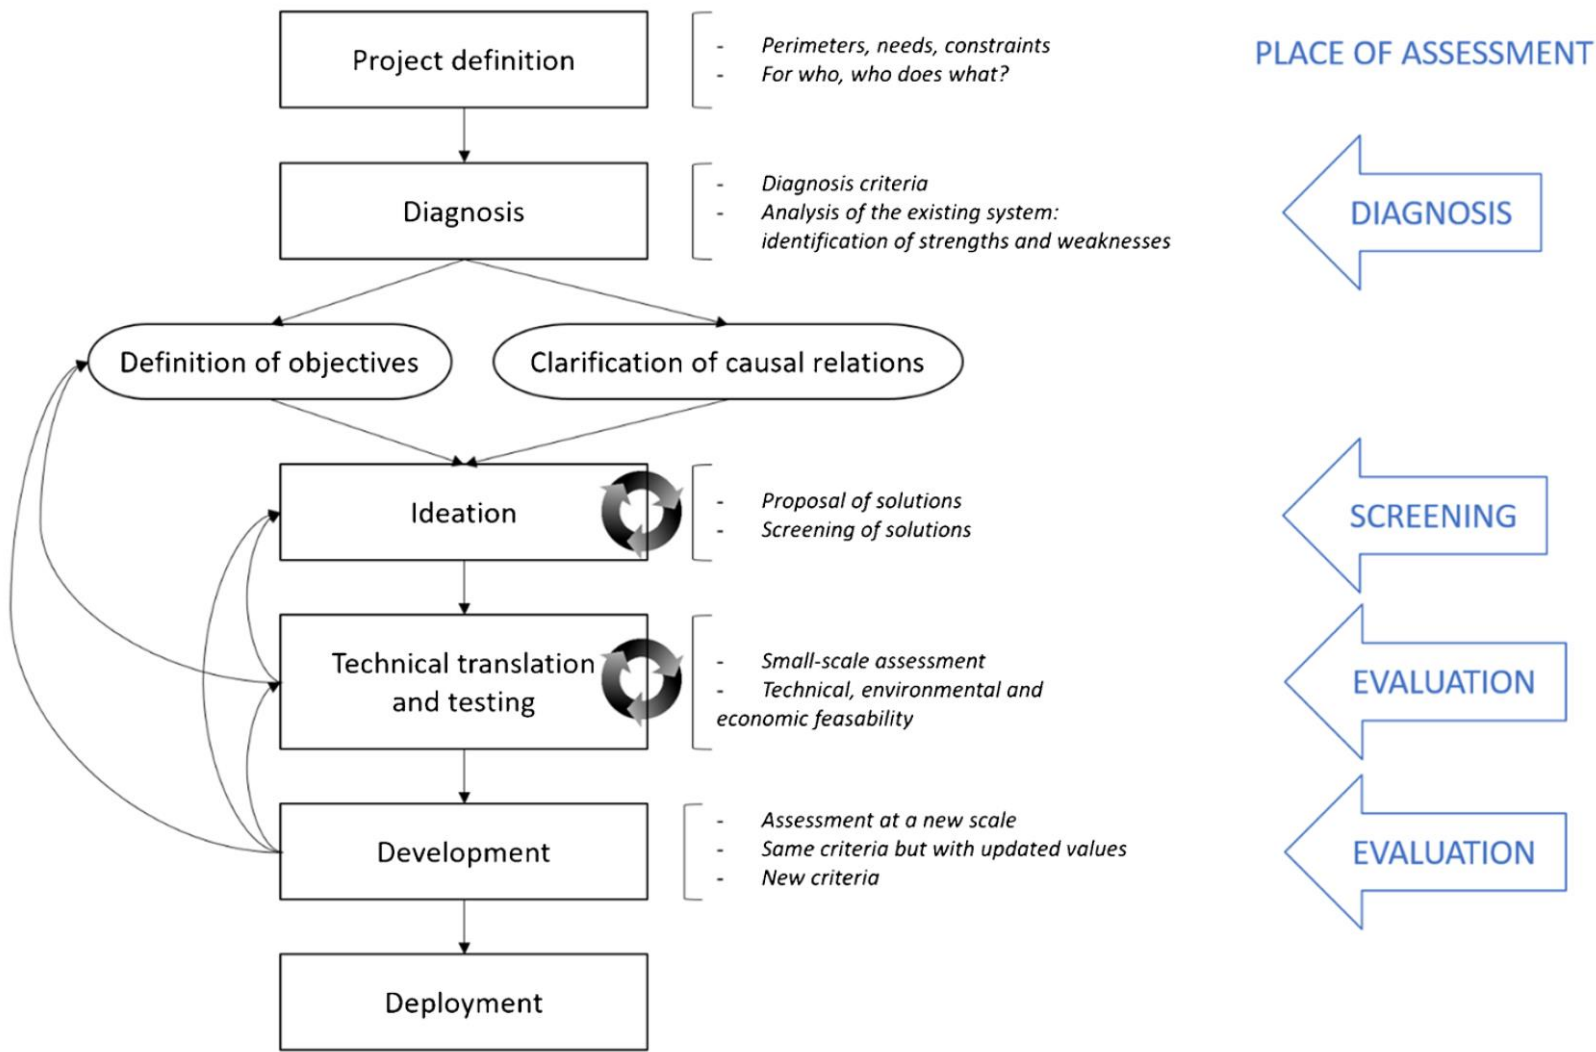 Project definition
- Perimeters, needs, constraints
- For who, who does what?
PLACE OF ASSESSMENT
Diagnosis
- Diagnosis criteria
- Analysis of the existing system:
identification of strengths and weaknesses
DIAGNOSIS
Definition of objectives
Clarification of causal relations
Ideation
- Proposal of solutions
- Screening of solutions
SCREENING
Technical translation
and testing
- Small-scale assessment
- Technical, environmental and
economic feasability
EVALUATION
Development
- Assessment at a new scale
- Same criteria but with updated values
- New criteria
EVALUATION
Deployment